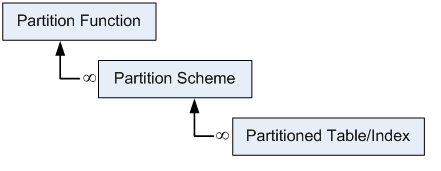 Partition Function
∞ Partition Scheme
∞ Partitioned Table/Index